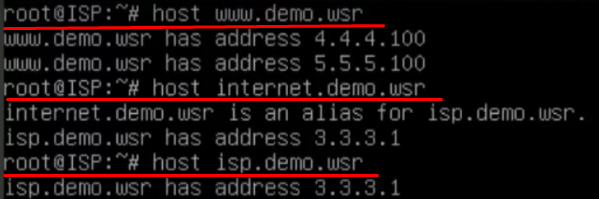 root@ISP:~# host www.demo.wsr
www.demo.wsr has address 4.4.4.100
www.demo.wsr has address 5.5.5.100
root@ISP:~# host internet.demo.wsr
internet.demo.wsr is an alias for isp.demo.wsr.
isp.demo.wsr has address 3.3.3.1
root@ISP:~# host isp.demo.wsr
isp.demo.wsr has address 3.3.3.1